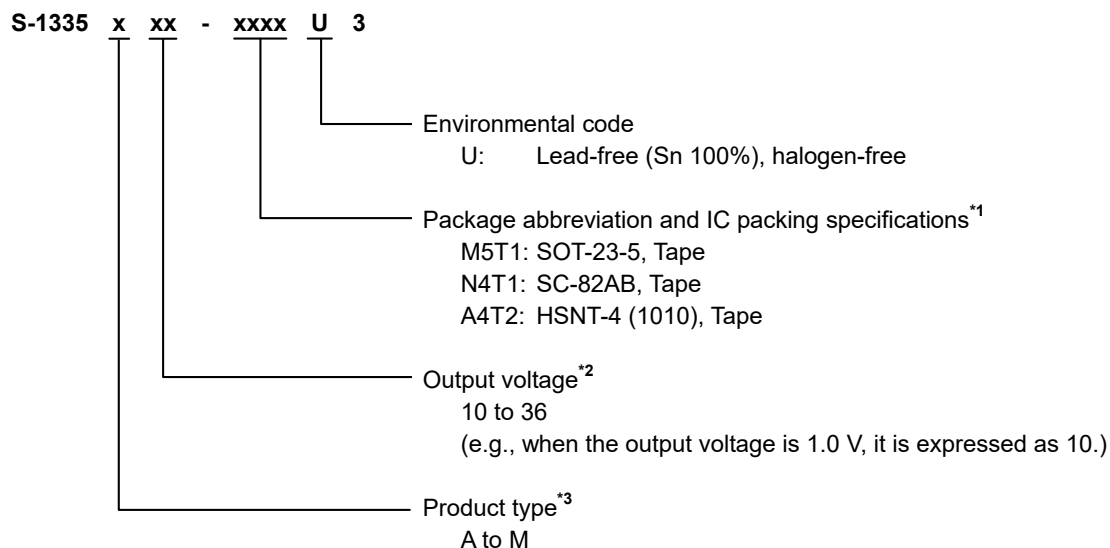 S-1335 x xx - xxxx U 3
Environmental code
U: Lead-free (Sn 100%), halogen-free
Package abbreviation and IC packing specifications*1
M5T1: SOT-23-5, Tape
N4T1: SC-82AB, Tape
A4T2: HSNT-4 (1010), Tape
Output voltage*2
10 to 36
(e.g., when the output voltage is 1.0 V, it is expressed as 10.)
Product type*3
A to M